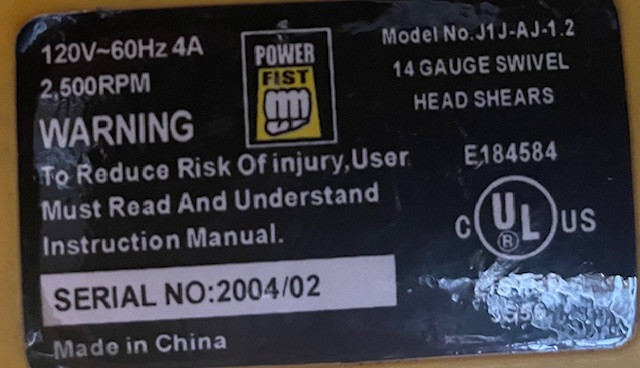 120V~60Hz 4A
2,500RPM
WARNING
To Reduce Risk Of injury,User
Must Read And Understand
Instruction Manual.
SERIAL NO:2004/02
Made in China
POWER
FIST
Model No.J1J-AJ-1.2
14 GAUGE SWIVEL
HEAD SHEARS
E184584
C UL US
®